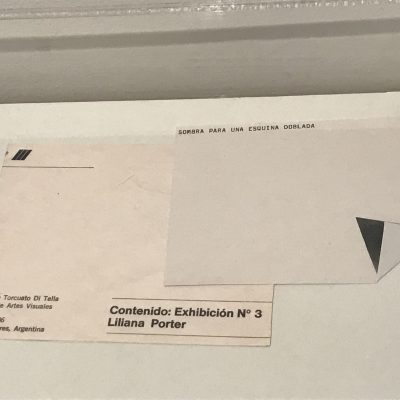 SOMBRA PARA UNA ESQUINA DOBLADA
Torcuato Di Tella
Artes Visuales
Argentina
Contenido: Exhibición Nº 3
Liliana Porter